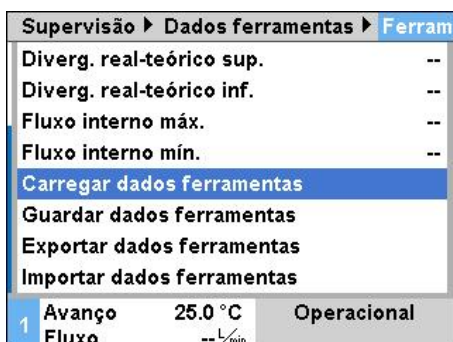 Supervisão ▶ Dados ferramentas ▶ Ferram
Diverg. real-teórico sup. --
Diverg. real-teórico inf. --
Fluxo interno máx. --
Fluxo interno mín. --
Carregar dados ferramentas
Guardar dados ferramentas
Exportar dados ferramentas
Importar dados ferramentas
1 Avanço 25.0 °C Operacional
Fluxo -- L/min